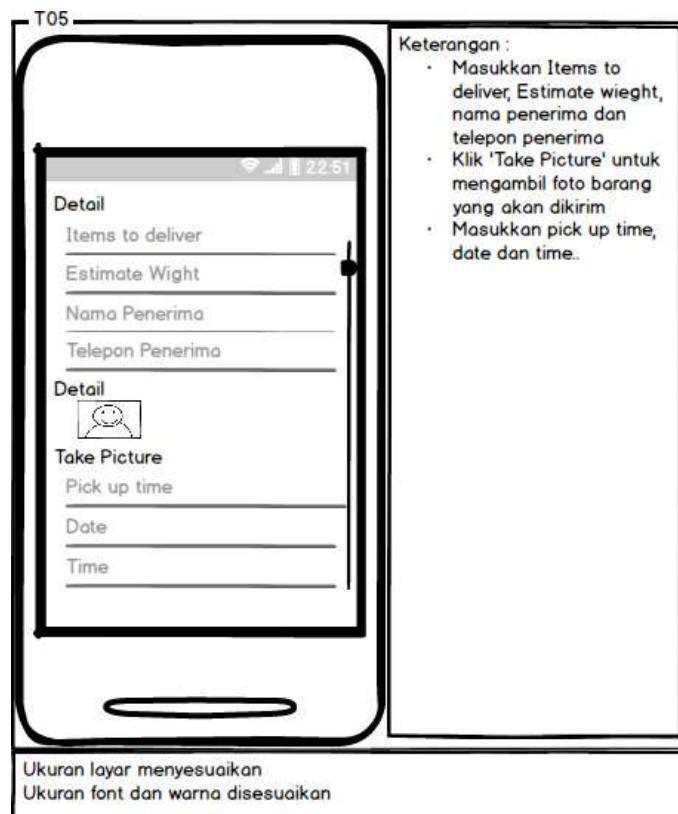 T05
22:51
Detail
Items to deliver
Estimate Wight
Nama Penerima
Telepon Penerima
Detail
Take Picture
Pick up time
Date
Time
Keterangan :
· Masukkan Items to
deliver, Estimate wieght,
nama penerima dan
telepon penerima
· Klik 'Take Picture' untuk
mengambil foto barang
yang akan dikirim
· Masukkan pick up time,
date dan time..
Ukuran layar menyesuaikan
Ukuran font dan warna disesuaikan